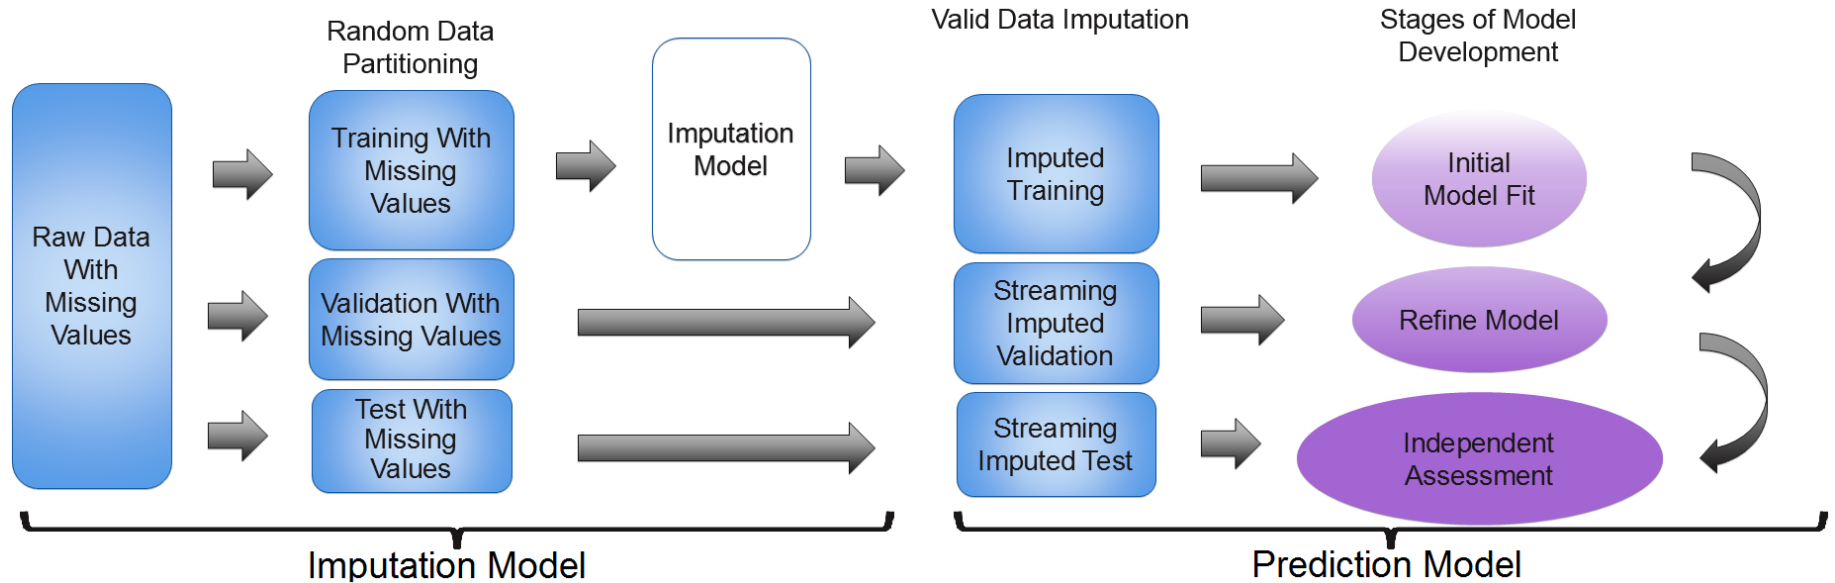 Random Data
Partitioning
Valid Data Imputation
Stages of Model
Development
Raw Data
With
Missing
Values
Training With
Missing
Values
Imputation
Model
Imputed
Training
Initial
Model Fit
Validation With
Missing Values
Streaming
Imputed
Validation
Refine Model
Test With
Missing
Values
Streaming
Imputed Test
Independent
Assessment
Imputation Model
Prediction Model